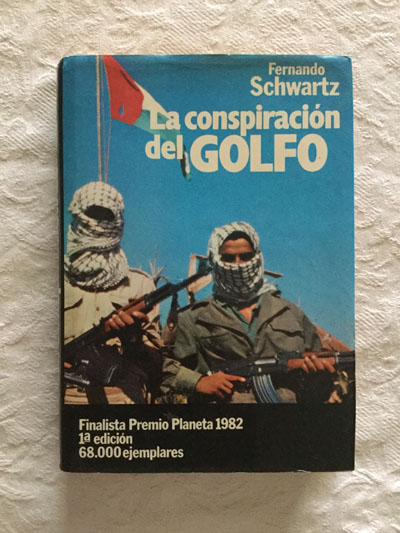 Fernando
Schwartz
La conspiración
del GOLFO
Finalista Premio Planeta 1982
1ª edición
68.000 ejemplares